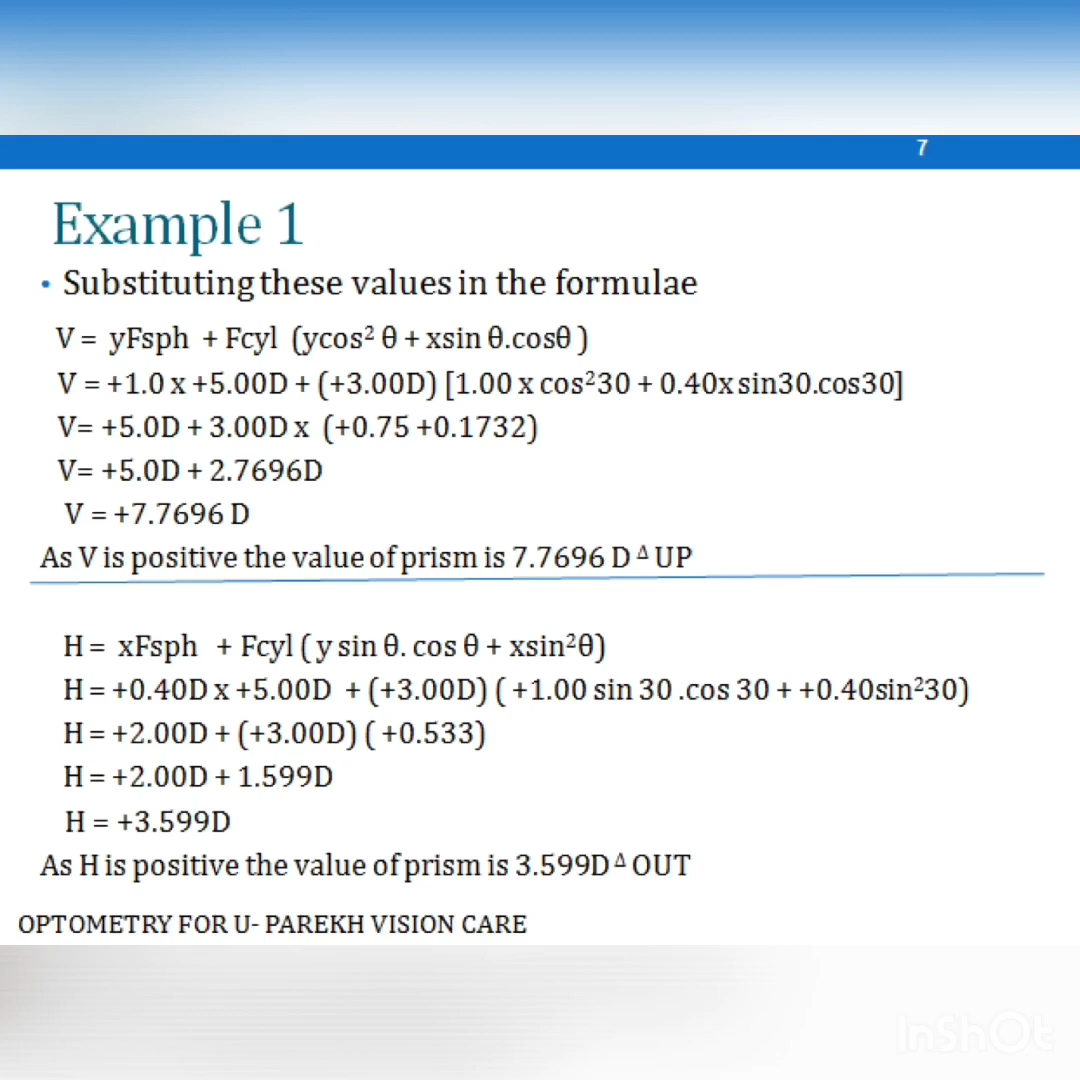 7
Example 1
• Substituting these values in the formulae
V = yFsph + Fcyl (ycos² θ + xsin θ.cosθ )
V = +1.0 x +5.00D + (+3.00D) [1.00 x cos²30 + 0.40x sin30.cos30]
V= +5.0D + 3.00D x (+0.75 +0.1732)
V= +5.0D + 2.7696D
V = +7.7696 D
As V is positive the value of prism is 7.7696 D ᐃ UP
H = xFsph + Fcyl ( y sin θ. cos θ + xsin²θ)
H = +0.40D x +5.00D + (+3.00D) ( +1.00 sin 30 .cos 30 + +0.40sin²30)
H = +2.00D + (+3.00D) ( +0.533)
H = +2.00D + 1.599D
H = +3.599D
As H is positive the value of prism is 3.599D ᐃ OUT
OPTOMETRY FOR U- PAREKH VISION CARE
InShOt